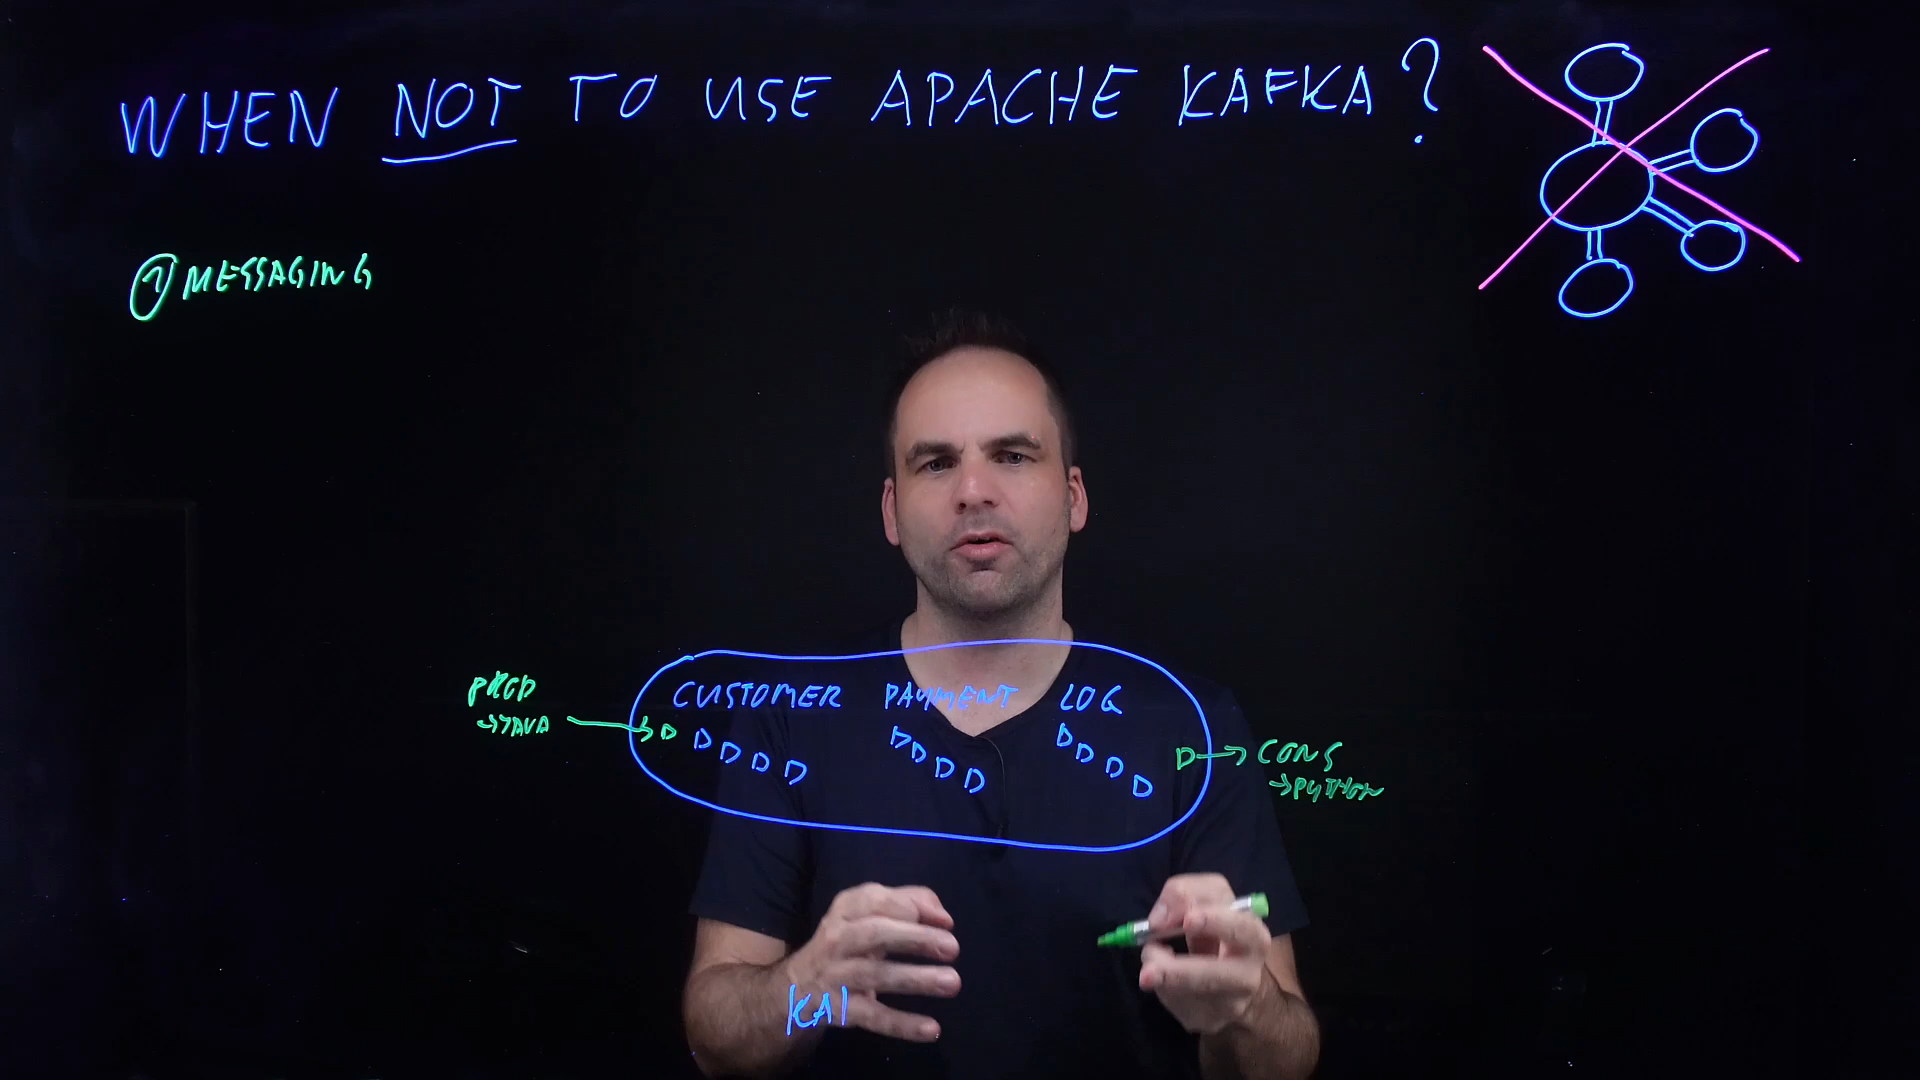 WHEN NOT TO USE APACHE KAFKA?
① MESSAGING
CUSTOMER PAYMENT LOG
PROD
→JAVA
CONS
→PYTHON
KAI